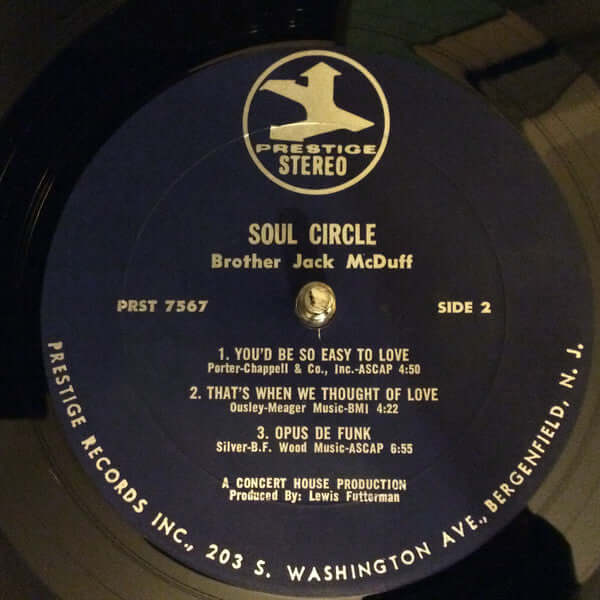 PRESTIGE
STEREO
SOUL CIRCLE
Brother Jack McDuff
PRST 7567
SIDE 2
1. YOU'D BE SO EASY TO LOVE
Porter-Chappell & Co., Inc.-ASCAP 4:50
2. THAT'S WHEN WE THOUGHT OF LOVE
Ousley-Meager Music-BMI 4:22
3. OPUS DE FUNK
Silver-B.F. Wood Music-ASCAP 6:55
A CONCERT HOUSE PRODUCTION
Produced By: Lewis Futterman
PRESTIGE RECORDS INC., 203 S. WASHINGTON AVE., BERGENFIELD, N. J.